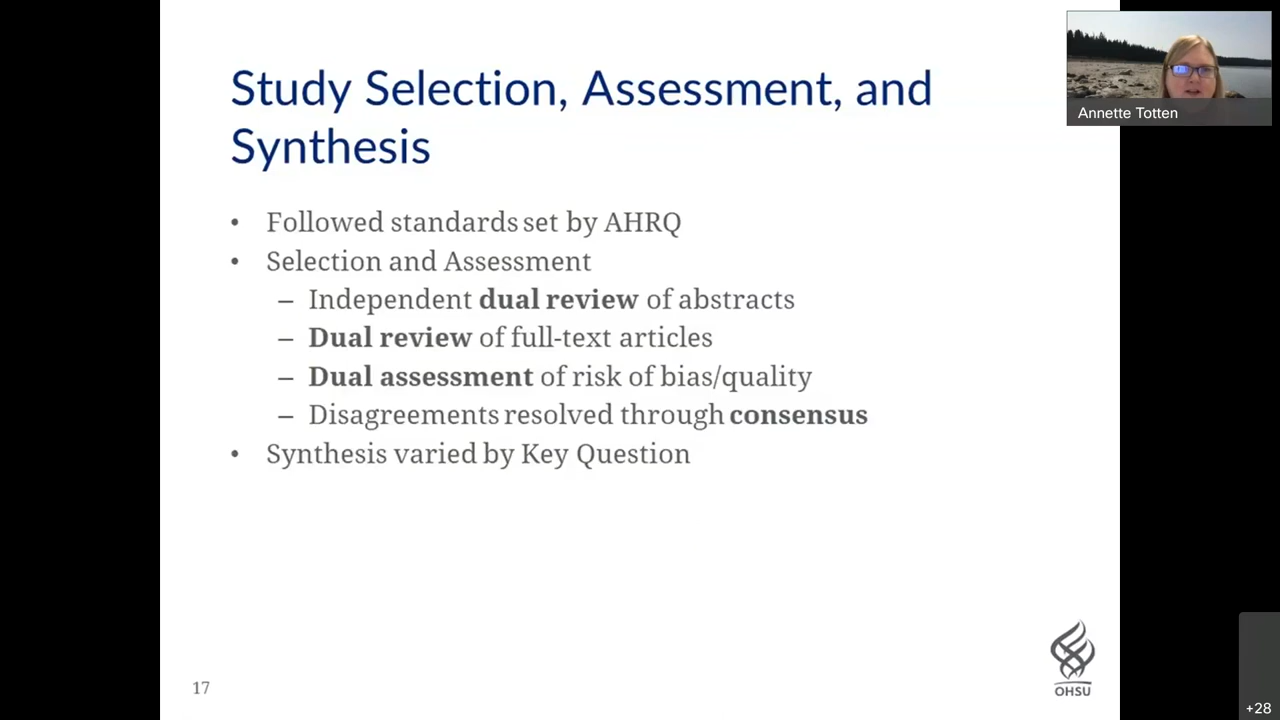 Study Selection, Assessment, and
Synthesis
Annette Totten
• Followed standards set by AHRQ
• Selection and Assessment
– Independent dual review of abstracts
– Dual review of full-text articles
– Dual assessment of risk of bias/quality
– Disagreements resolved through consensus
• Synthesis varied by Key Question
17
OHSU
+28